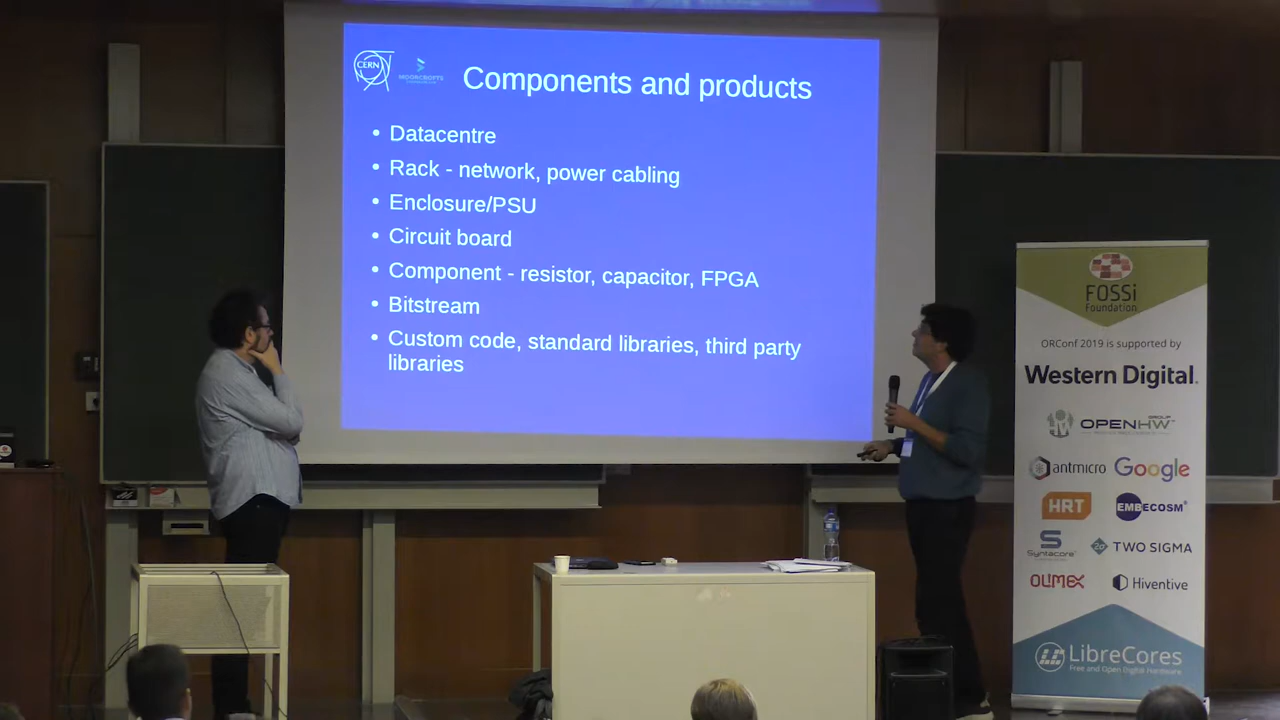 CERN
MOORCROFTS
Components and products
• Datacentre
• Rack - network, power cabling
• Enclosure/PSU
• Circuit board
• Component - resistor, capacitor, FPGA
• Bitstream
• Custom code, standard libraries, third party
libraries
FOSSi
Foundation
ORConf 2019 is supported by
Western Digital.
OPENHW GROUP
antmicro Google
HRT EMBECOSM®
Syntacore TWO SIGMA
OLIMEX Hiventive
LibreCores
Free and Open Digital Hardware